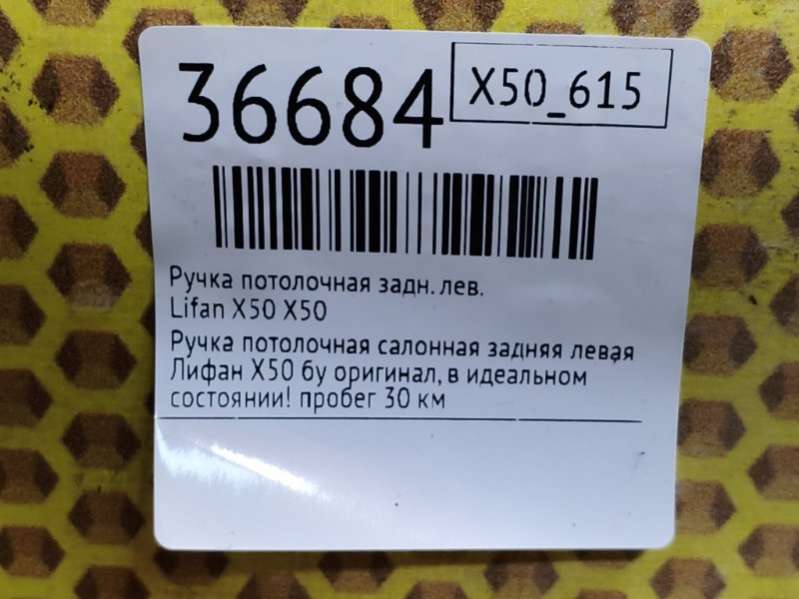 36684
X50_615
Ручка потолочная задн. лев.
Lifan X50 X50
Ручка потолочная салонная задняя левая
Лифан Х50 бу оригинал, в идеальном
состоянии! пробег 30 км